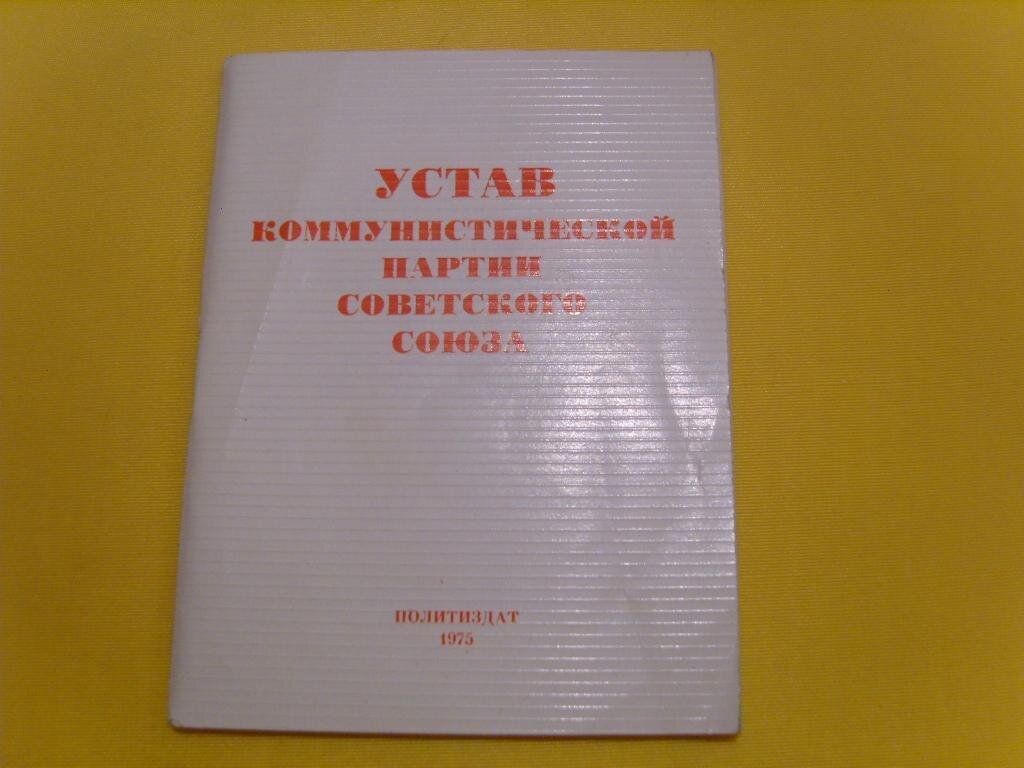 УСТАВ
КОММУНИСТИЧЕСКОЙ
ПАРТИИ
СОВЕТСКОГО
СОЮЗА
ПОЛИТИЗДАТ
1975